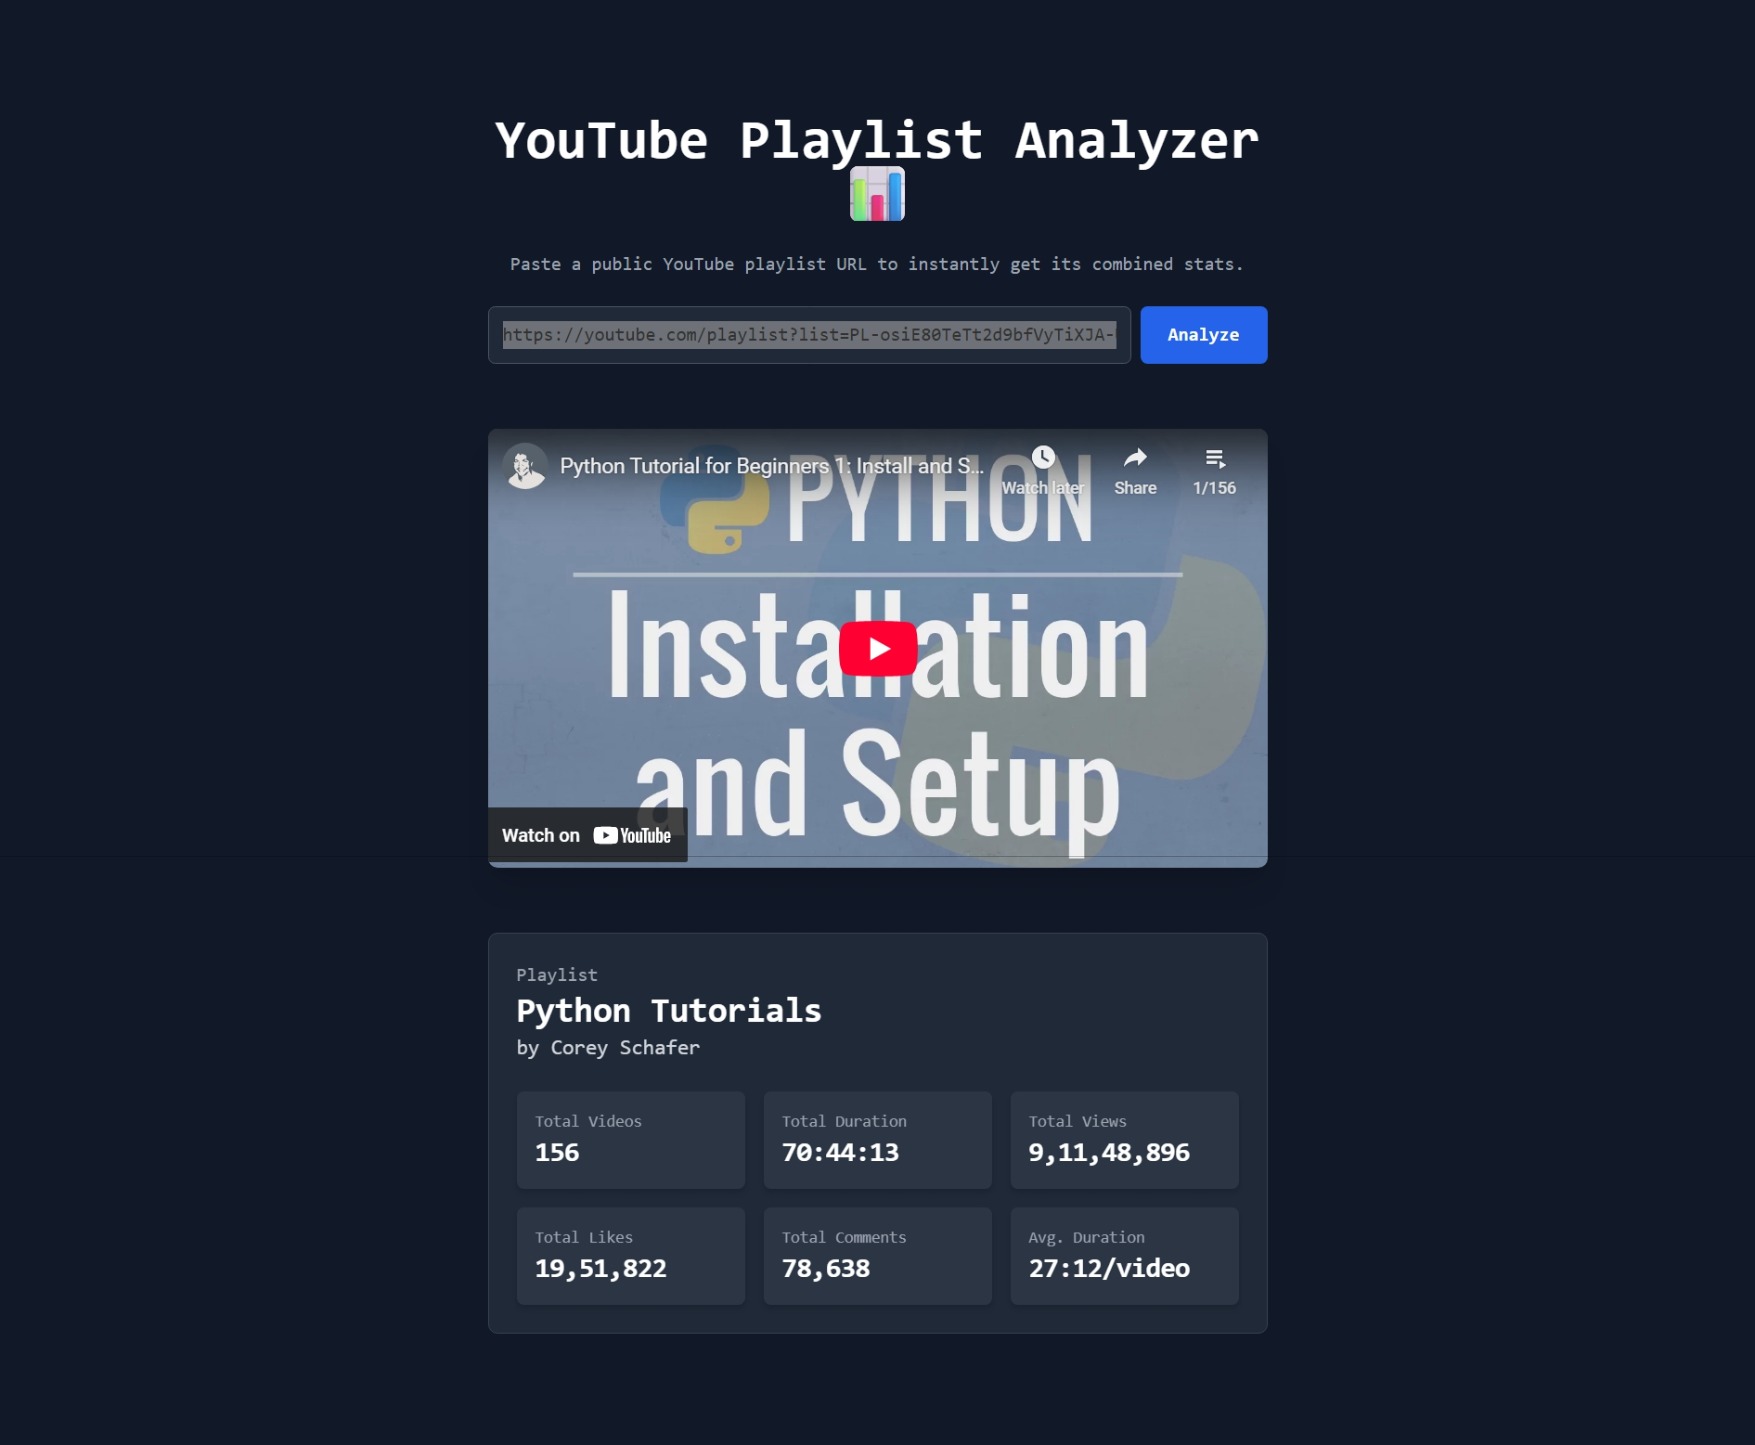 YouTube Playlist Analyzer
Paste a public YouTube playlist URL to instantly get its combined stats.
https://youtube.com/playlist?list=PL-osiE80TeTt2d9bfVyTiXJA-
Analyze
Python Tutorial for Beginners 1: Install and S...
Watch later
Share
1/156
PYTHON
Installation
and Setup
Watch on YouTube
Playlist
Python Tutorials
by Corey Schafer
Total Videos
156
Total Duration
70:44:13
Total Views
9,11,48,896
Total Likes
19,51,822
Total Comments
78,638
Avg. Duration
27:12/video